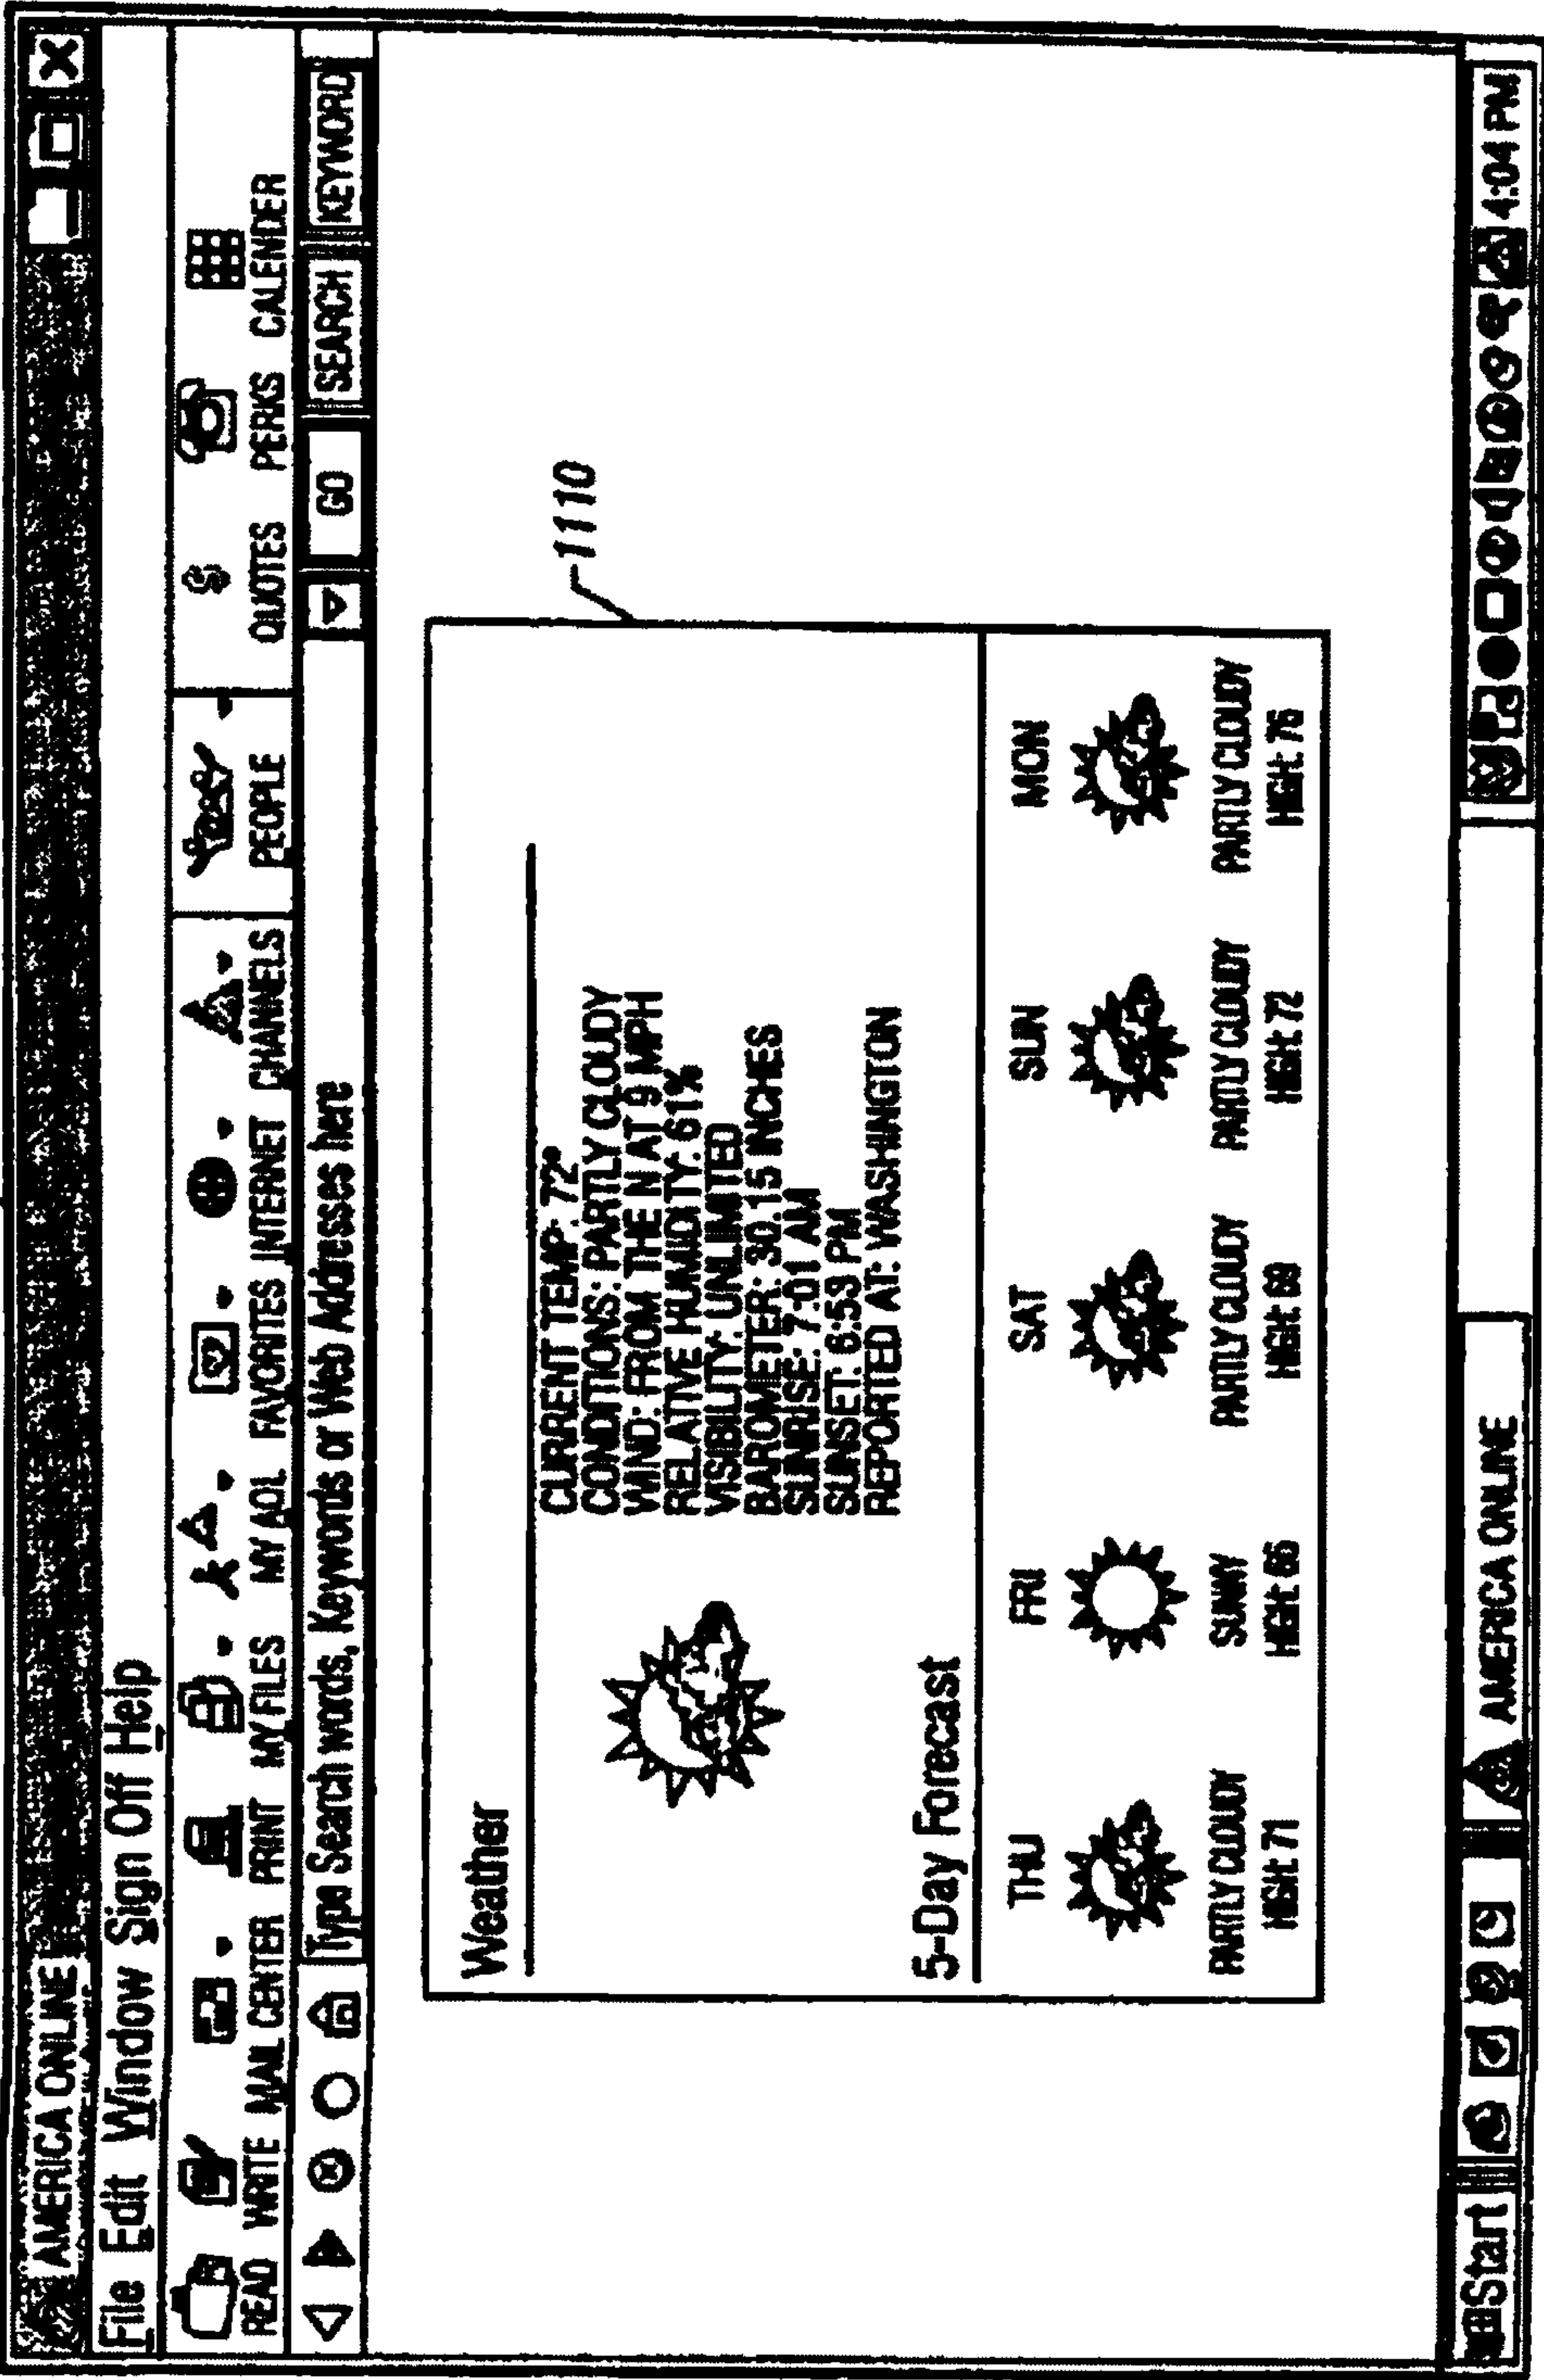 AMERICA ONLINE
File Edit Window Sign Off Help
READ WRITE MAIL CENTER PRINT MY FILES MY AOL FAVORITES INTERNET CHANNELS PEOPLE QUOTES PERKS CALENDER
Type Search words, Keywords or Web Addresses here GO SEARCH KEYWORD
1110
Weather
CURRENT TEMP: 72°
CONDITIONS: PARTLY CLOUDY
WIND: FROM THE N AT 9 MPH
RELATIVE HUMIDITY: 61%
VISIBILITY: UNLIMITED
BAROMETER: 30.15 INCHES
SUNRISE: 7:01 AM
SUNSET: 6:53 PM
REPORTED AT: WASHINGTON
5-Day Forecast
THU FRI SAT SUN MON
PARTLY CLOUDY SUNNY PARTLY CLOUDY PARTLY CLOUDY PARTLY CLOUDY
HIGH: 71 HIGH: HIGH: HIGH: 72 HIGH:
Start AMERICA ONLINE 4:04 PM